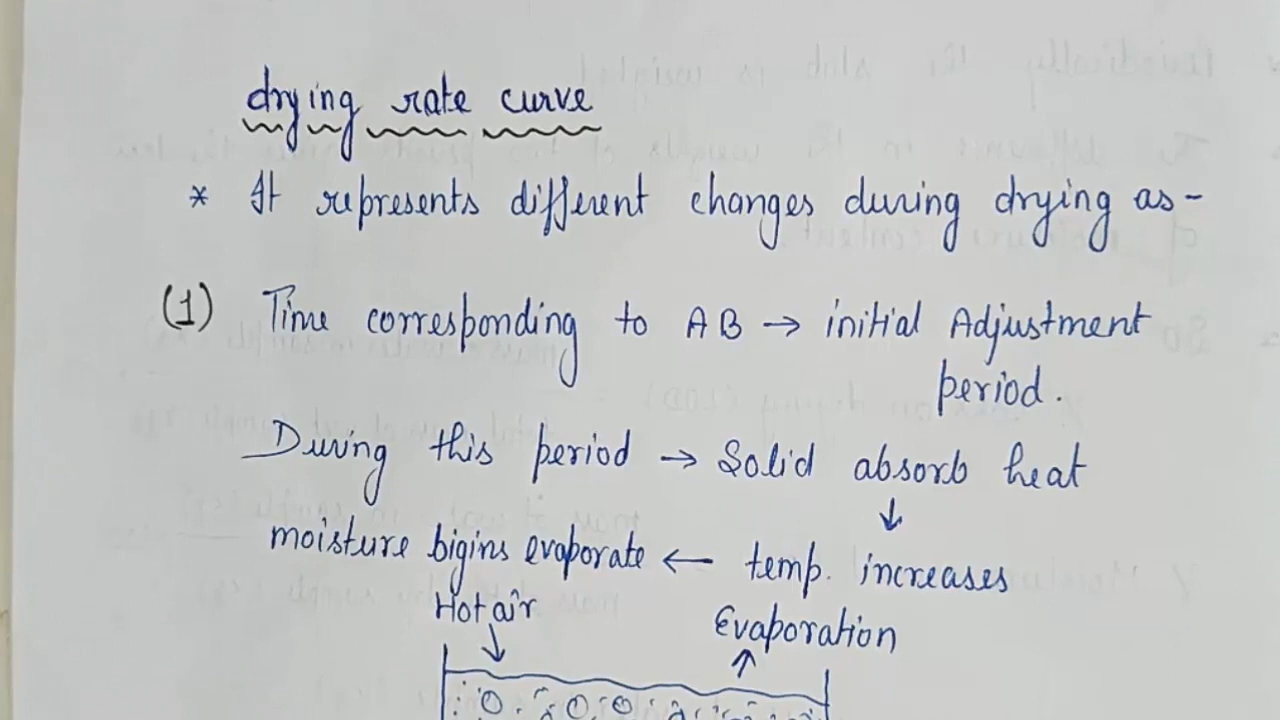 drying rate curve
* It represents different changes during drying as-
(1) Time corresponding to AB → initial Adjustment
period.
During this period → Solid absorb heat
↓
moisture bigins evaporate ← temp. increases
Hot air
↓
Evaporation
↑